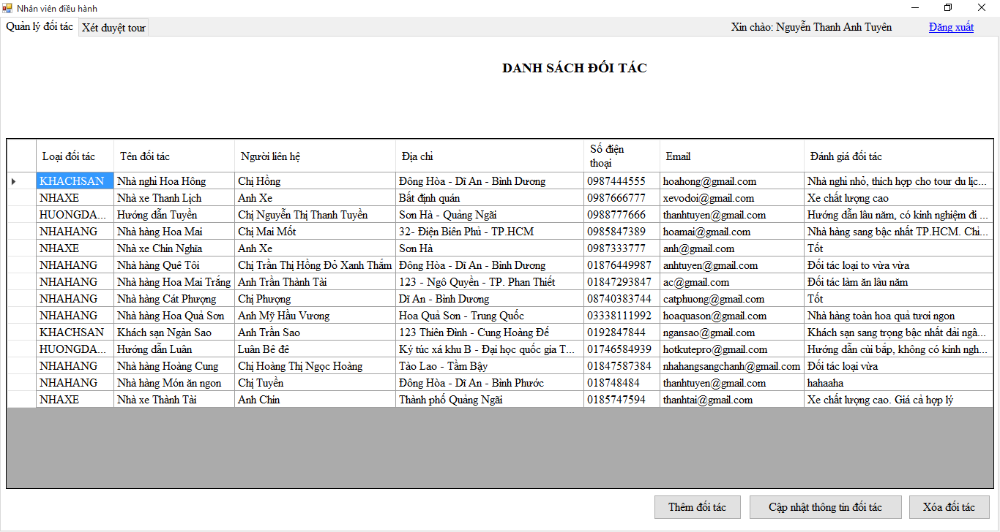 Nhân viên điều hành
Quản lý đối tác Xét duyệt tour Xin chào: Nguyễn Thanh Anh Tuyên Đăng xuất
DANH SÁCH ĐỐI TÁC
Loại đối tác Tên đối tác Người liên hệ Địa chỉ Số điện thoại Email Đánh giá đối tác
KHACHSAN Nhà nghỉ Hoa Hồng Chị Hồng Đông Hòa - Dĩ An - Bình Dương 0987444555 hoahong@gmail.com Nhà nghỉ nhỏ, thích hợp cho tour du lịc...
NHAXE Nhà xe Thanh Lịch Anh Xe Bất định quán 0987666777 xevodoi@gmail.com Xe chất lượng cao
HUONGDA... Hướng dẫn Tuyền Chị Nguyễn Thị Thanh Tuyền Sơn Hà - Quảng Ngãi 0988777666 thanhtuyen@gmail.com Hướng dẫn lâu năm, có kinh nghiệm đi ...
NHAHANG Nhà hàng Hoa Mai Chị Mai Mốt 32- Điện Biên Phủ - TP.HCM 0985847389 hoamai@gmail.com Nhà hàng sang bậc nhất TP.HCM. Chi...
NHAXE Nhà xe Chín Nghĩa Anh Xe Sơn Hà 0987333777 anh@gmail.com Tốt
NHAHANG Nhà hàng Quê Tôi Chị Trần Thị Hồng Đỏ Xanh Thắm Đông Hòa - Dĩ An - Bình Dương 01876449987 anhtuyen@gmail.com Đối tác loại to vừa vừa
NHAHANG Nhà hàng Hoa Mai Trắng Anh Trần Thành Tài 123 - Ngô Quyền - TP. Phan Thiết 01847293847 ac@gmail.com Đối tác làm ăn lâu năm
NHAHANG Nhà hàng Cát Phượng Chị Phượng Dĩ An - Bình Dương 08740383744 catphuong@gmail.com Tốt
NHAHANG Nhà hàng Hoa Quả Sơn Anh Mỹ Hầu Vương Hoa Quả Sơn - Trung Quốc 03338111992 hoaquason@gmail.com Nhà hàng toàn hoa quả tươi ngon
KHACHSAN Khách sạn Ngàn Sao Anh Trần Sao 123 Thiên Đình - Cung Hoàng Đế 0192847844 ngansao@gmail.com Khách sạn sang trọng bậc nhất dải ngâ...
HUONGDA... Hướng dẫn Luân Luân Bê đê Ký túc xá khu B - Đại học quốc gia T... 01746584939 hotkutepro@gmail.com Hướng dẫn cùi bắp, không có kinh ngh...
NHAHANG Nhà hàng Hoàng Cung Chị Hoàng Thị Ngọc Hoàng Tào Lao - Tầm Bậy 01847587384 nhahangsangchanh@gmail.com Đối tác loại vừa
NHAHANG Nhà hàng Món ăn ngon Chị Tuyền Đông Hòa - Dĩ An - Bình Phước 018748484 thanhtuyen@gmail.com hahaaha
NHAXE Nhà xe Thành Tài Anh Chín Thành phố Quảng Ngãi 0185747594 thanhtai@gmail.com Xe chất lượng cao. Giá cả hợp lý
Thêm đối tác Cập nhật thông tin đối tác Xóa đối tác